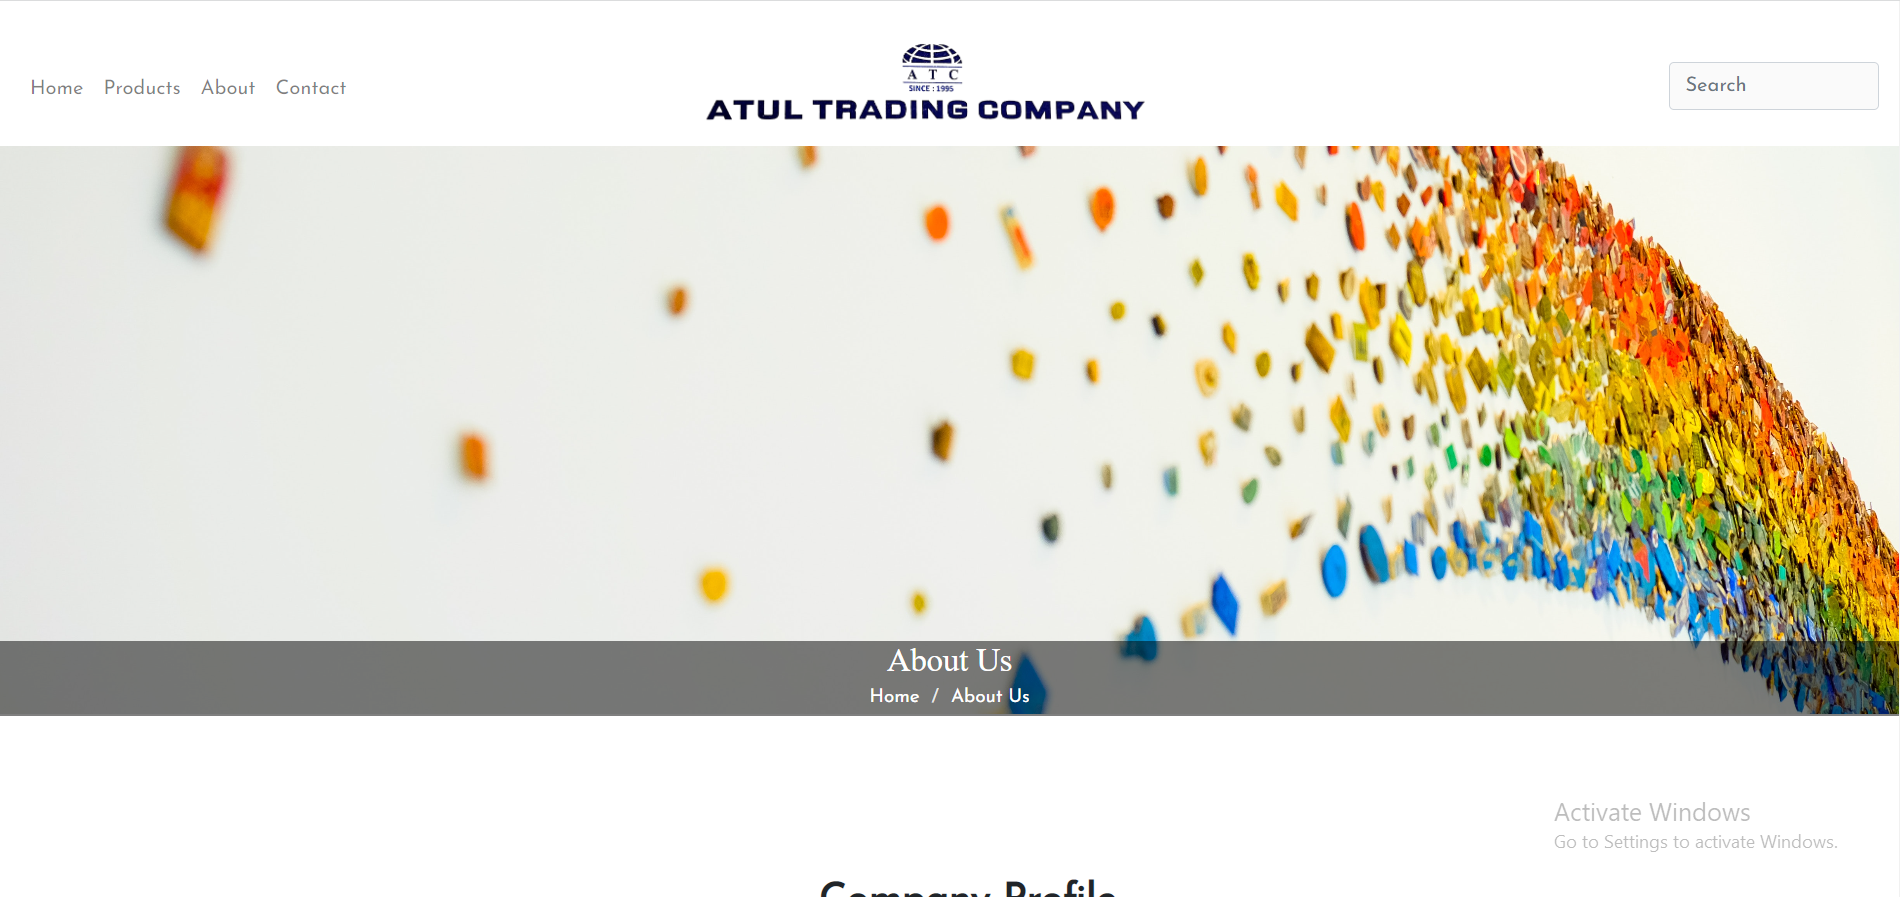 Home Products About Contact
A T C
SINCE : 1995
ATUL TRADING COMPANY
Search
About Us
Home / About Us
Activate Windows
Go to Settings to activate Windows.
Company Profile